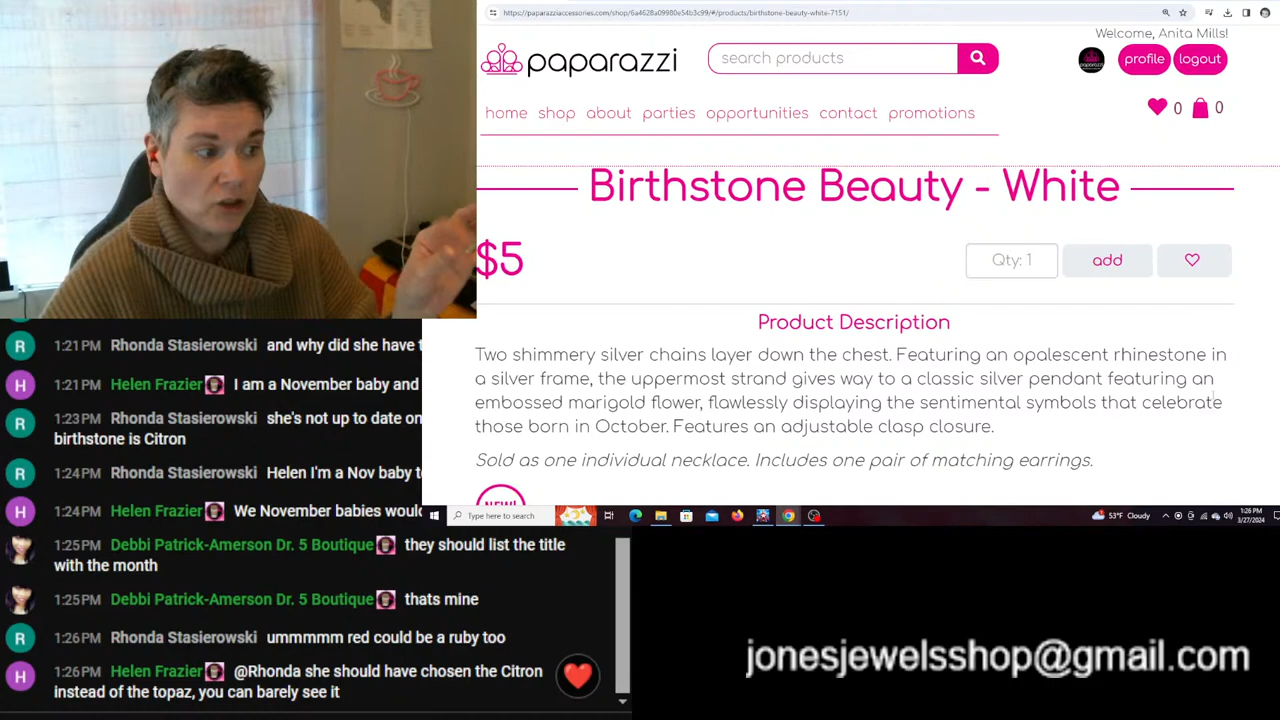 https://paparazziaccessories.com/shop/6a4628a09980e54b3c99/#/products/birthstone-beauty-white-7151/
Welcome, Anita Mills!
paparazzi
search products
profile
logout
home shop about parties opportunities contact promotions
0
0
Birthstone Beauty - White
$5
Qty: 1
add
Product Description
Two shimmery silver chains layer down the chest. Featuring an opalescent rhinestone in
a silver frame, the uppermost strand gives way to a classic silver pendant featuring an
embossed marigold flower, flawlessly displaying the sentimental symbols that celebrate
those born in October. Features an adjustable clasp closure.
Sold as one individual necklace. Includes one pair of matching earrings.
NEW!
Type here to search
53°F Cloudy
1:26 PM
3/27/2024
R 1:21 PM Rhonda Stasierowski and why did she have t
H 1:21 PM Helen Frazier I am a November baby and
R 1:23 PM Rhonda Stasierowski she's not up to date on
birthstone is Citron
R 1:24 PM Rhonda Stasierowski Helen I'm a Nov baby to
H 1:24 PM Helen Frazier We November babies would
1:25 PM Debbi Patrick-Amerson Dr. 5 Boutique they should list the title
with the month
1:25 PM Debbi Patrick-Amerson Dr. 5 Boutique thats mine
R 1:26 PM Rhonda Stasierowski ummmmm red could be a ruby too
H 1:26 PM Helen Frazier @Rhonda she should have chosen the Citron
instead of the topaz, you can barely see it
jonesjewelsshop@gmail.com